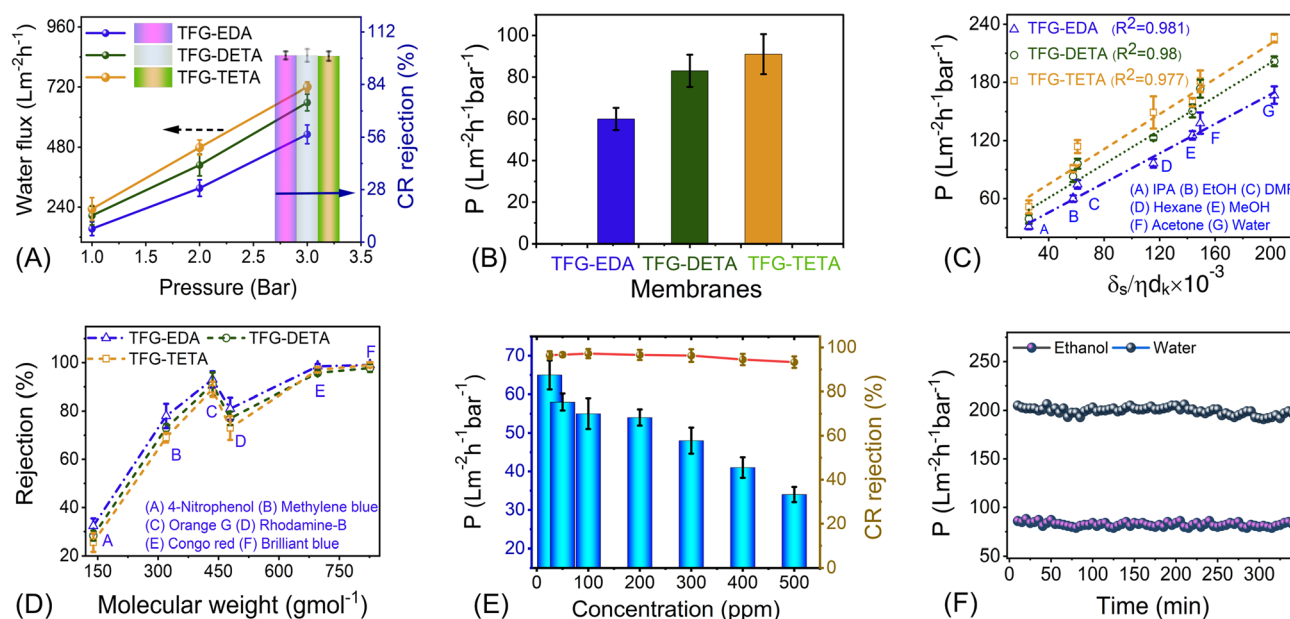 960
720
480
240
Water flux (Lm⁻²h⁻¹)
TFG-EDA
TFG-DETA
TFG-TETA
112
84
56
28
0
CR rejection (%)
1.0 1.5 2.0 2.5 3.0 3.5
Pressure (Bar)
(A)
100
80
60
40
20
0
P (Lm⁻²h⁻¹bar⁻¹)
TFG-EDA TFG-DETA TFG-TETA
Membranes
(B)
240
180
120
60
P (Lm⁻²h⁻¹bar⁻¹)
TFG-EDA (R²=0.981)
TFG-DETA (R²=0.98)
TFG-TETA (R²=0.977)
A
B
C
D
E
F
G
(A) IPA (B) EtOH (C) DMF
(D) Hexane (E) MeOH
(F) Acetone (G) Water
40 80 120 160 200
δs/ηdk×10⁻³
(C)
TFG-EDA TFG-DETA
TFG-TETA
100
80
60
40
20
Rejection (%)
A
B
C
D
E
F
(A) 4-Nitrophenol (B) Methylene blue
(C) Orange G (D) Rhodamine-B
(E) Congo red (F) Brilliant blue
150 300 450 600 750
Molecular weight (gmol⁻¹)
(D)
70
65
60
55
50
45
40
35
30
25
20
15
P (Lm⁻²h⁻¹bar⁻¹)
100
80
60
40
20
0
CR rejection (%)
0 100 200 300 400 500
Concentration (ppm)
(E)
250
200
150
100
50
P (Lm⁻²h⁻¹bar⁻¹)
Ethanol Water
0 50 100 150 200 250 300 350
Time (min)
(F)